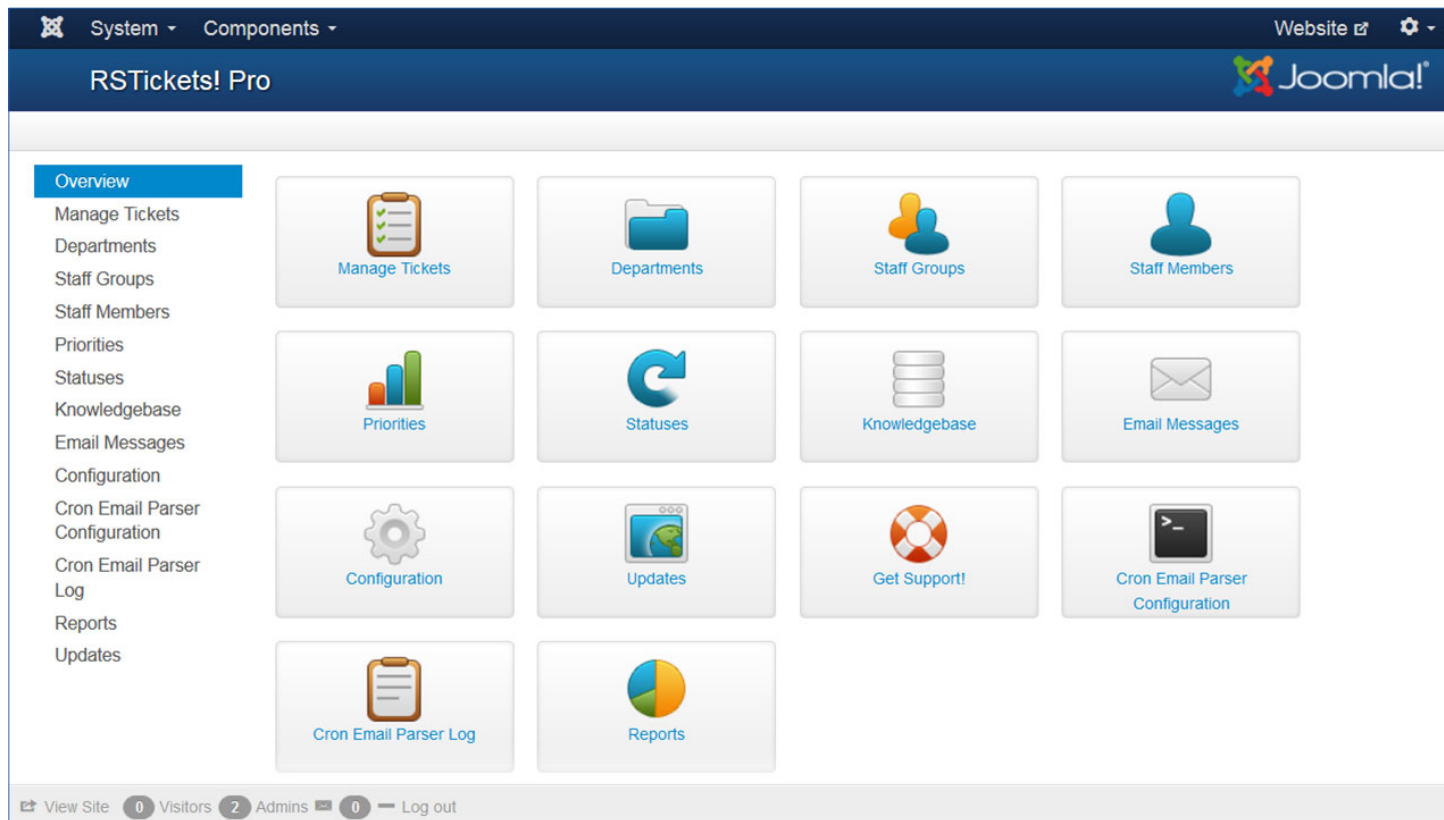 System Components Website
RSTickets! Pro Joomla!®
Overview
Manage Tickets
Departments
Staff Groups
Staff Members
Priorities
Statuses
Knowledgebase
Email Messages
Configuration
Cron Email Parser
Configuration
Cron Email Parser
Log
Reports
Updates
Manage Tickets Departments Staff Groups Staff Members
Priorities Statuses Knowledgebase Email Messages
Configuration Updates Get Support! Cron Email Parser
Configuration
Cron Email Parser Log Reports
View Site 0 Visitors 2 Admins 0 Log out